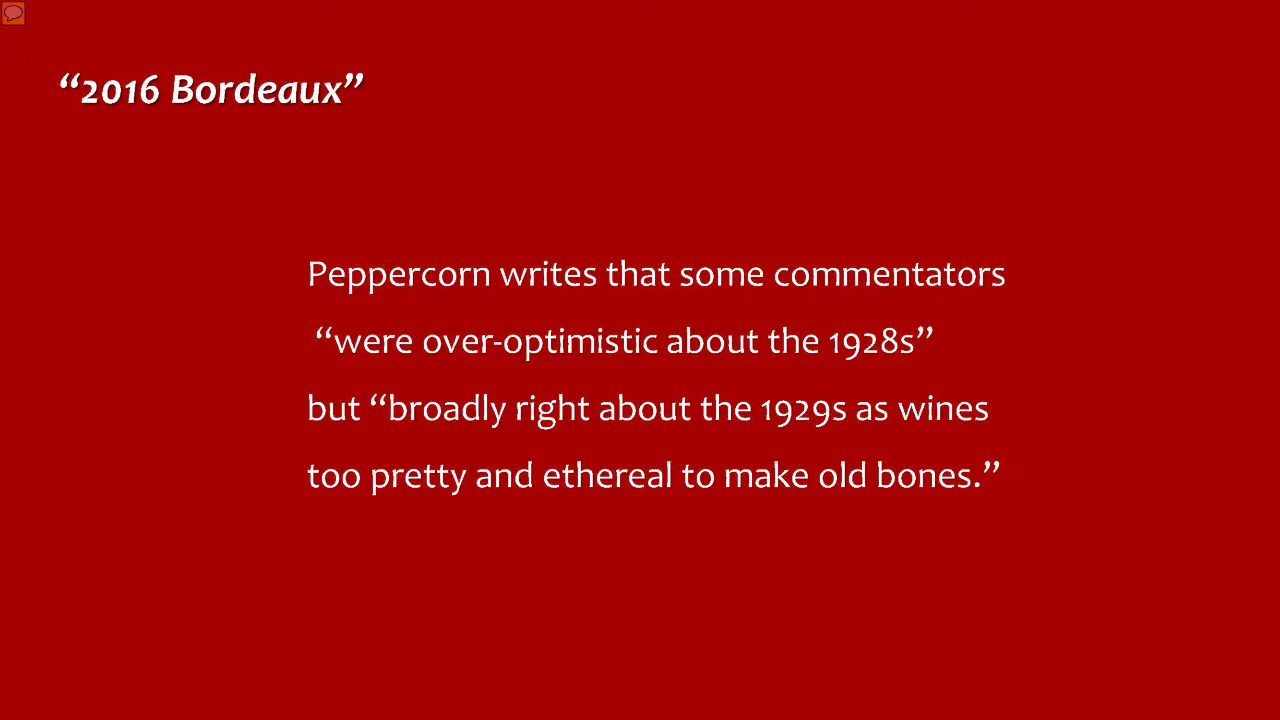 “2016 Bordeaux”
Peppercorn writes that some commentators
“were over-optimistic about the 1928s”
but “broadly right about the 1929s as wines
too pretty and ethereal to make old bones.”